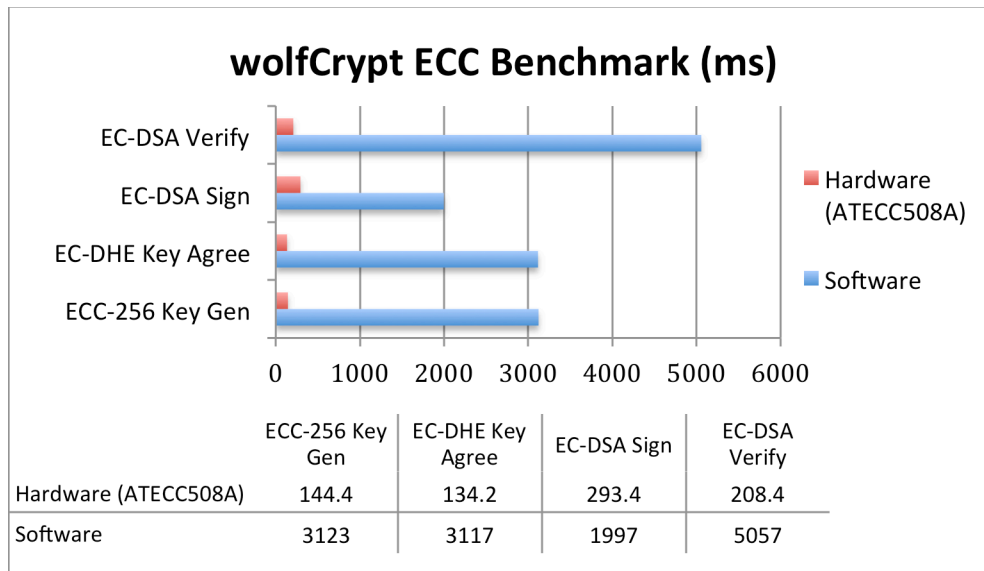 wolfCrypt ECC Benchmark (ms)
EC-DSA Verify
EC-DSA Sign
EC-DHE Key Agree
ECC-256 Key Gen
Hardware
(ATECC508A)
Software
0 1000 2000 3000 4000 5000 6000
ECC-256 Key
Gen
EC-DHE Key
Agree
EC-DSA Sign
EC-DSA
Verify
Hardware (ATECC508A) 144.4 134.2 293.4 208.4
Software 3123 3117 1997 5057